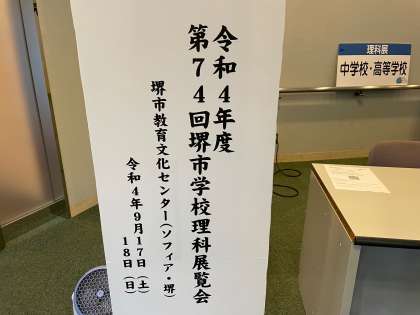 令和4年度
第74回堺市学校理科展覧会
堺市教育文化センター(ソフィア・堺)
令和4年9月17日(土)
18日(日)
理科展
中学校・高等学校